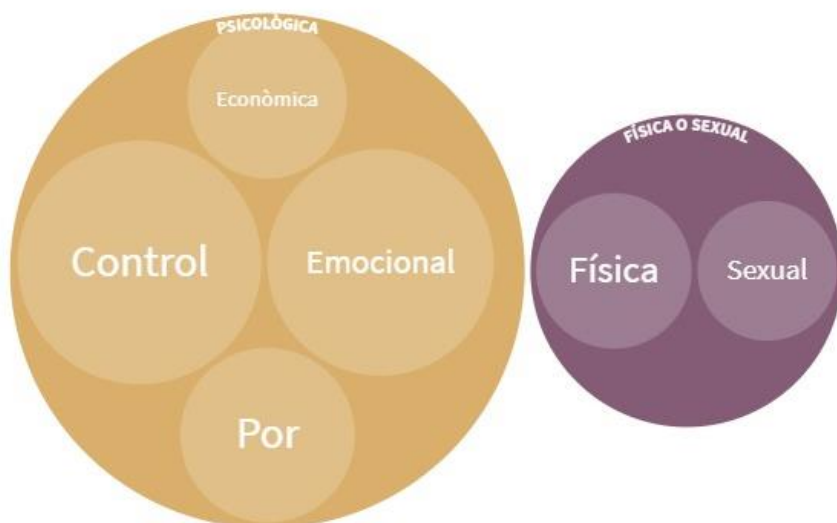 PSICOLÒGICA
Econòmica
Control
Emocional
Por
FÍSICA O SEXUAL
Física
Sexual